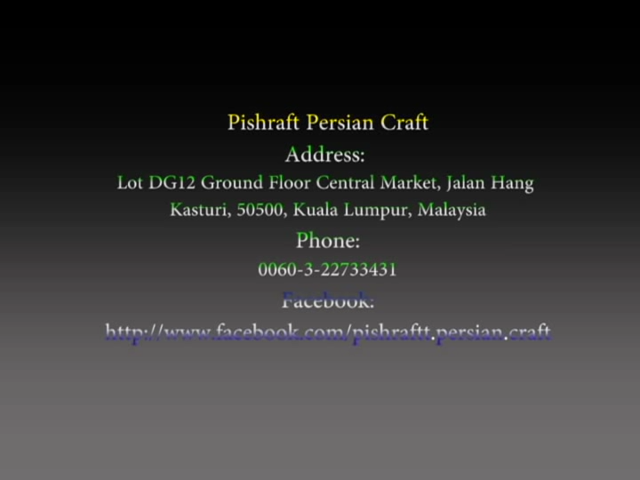 Pishraft Persian Craft
Address:
Lot DG12 Ground Floor Central Market, Jalan Hang
Kasturi, 50500, Kuala Lumpur, Malaysia
Phone:
0060-3-22733431
Facebook:
http://www.facebook.com/pishraftt.persian.craft